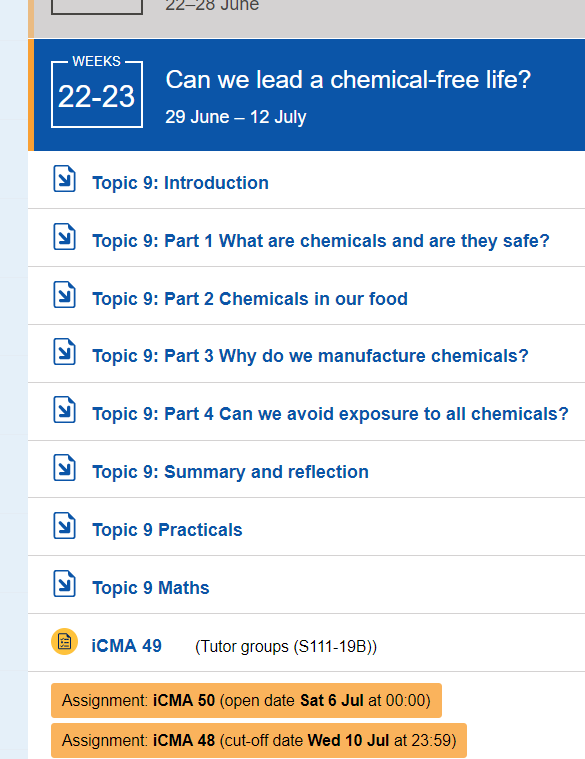 22–28 June
WEEKS
22-23
Can we lead a chemical-free life?
29 June – 12 July
Topic 9: Introduction
Topic 9: Part 1 What are chemicals and are they safe?
Topic 9: Part 2 Chemicals in our food
Topic 9: Part 3 Why do we manufacture chemicals?
Topic 9: Part 4 Can we avoid exposure to all chemicals?
Topic 9: Summary and reflection
Topic 9 Practicals
Topic 9 Maths
iCMA 49 (Tutor groups (S111-19B))
Assignment: iCMA 50 (open date Sat 6 Jul at 00:00)
Assignment: iCMA 48 (cut-off date Wed 10 Jul at 23:59)